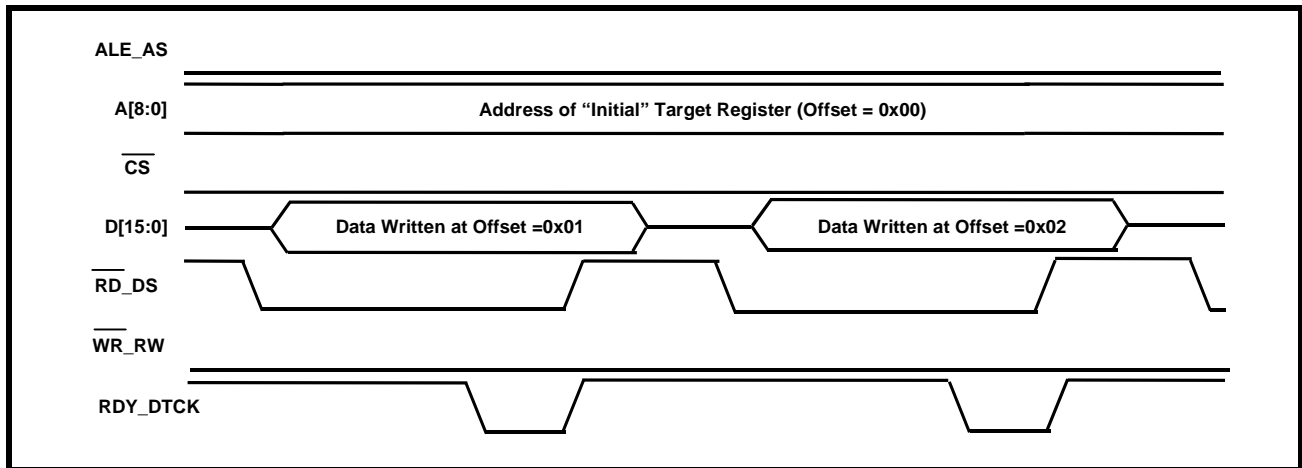 ALE_AS
A[8:0] Address of “Initial” Target Register (Offset = 0x00)
CS
D[15:0] Data Written at Offset =0x01 Data Written at Offset =0x02
RD_DS
WR_RW
RDY_DTCK